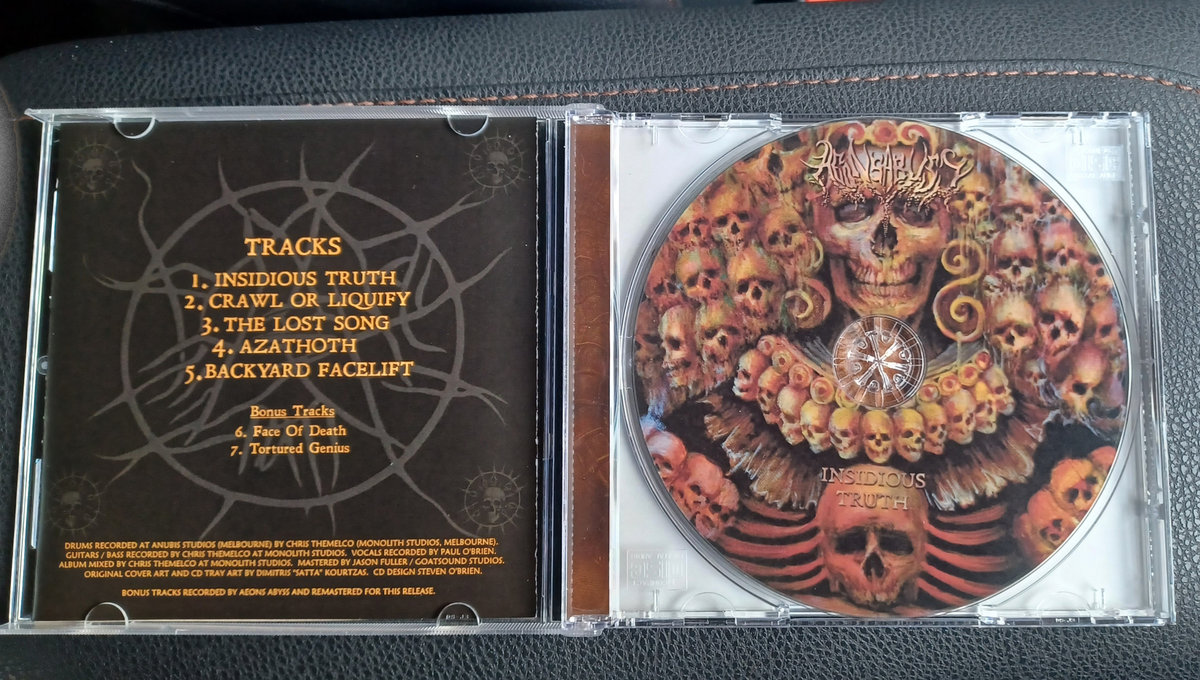 TRACKS
1. INSIDIOUS TRUTH
2. CRAWL OR LIQUIFY
3. THE LOST SONG
4. AZATHOTH
5. BACKYARD FACELIFT
Bonus Tracks
6. Face Of Death
7. Tortured Genius
DRUMS RECORDED AT ANUBIS STUDIOS (MELBOURNE) BY CHRIS THEMELCO (MONOLITH STUDIOS, MELBOURNE).
GUITARS / BASS RECORDED BY CHRIS THEMELCO AT MONOLITH STUDIOS. VOCALS RECORDED BY PAUL O'BRIEN.
ALBUM MIXED BY CHRIS THEMELCO AT MONOLITH STUDIOS. MASTERED BY JASON FULLER / GOATSOUND STUDIOS.
ORIGINAL COVER ART AND CD TRAY ART BY DIMITRIS "SATTA" KOURTZAS. CD DESIGN STEVEN O'BRIEN.
BONUS TRACKS RECORDED BY AEONS ABYSS AND REMASTERED FOR THIS RELEASE.
AEONS ABYSS
INSIDIOUS
TRUTH